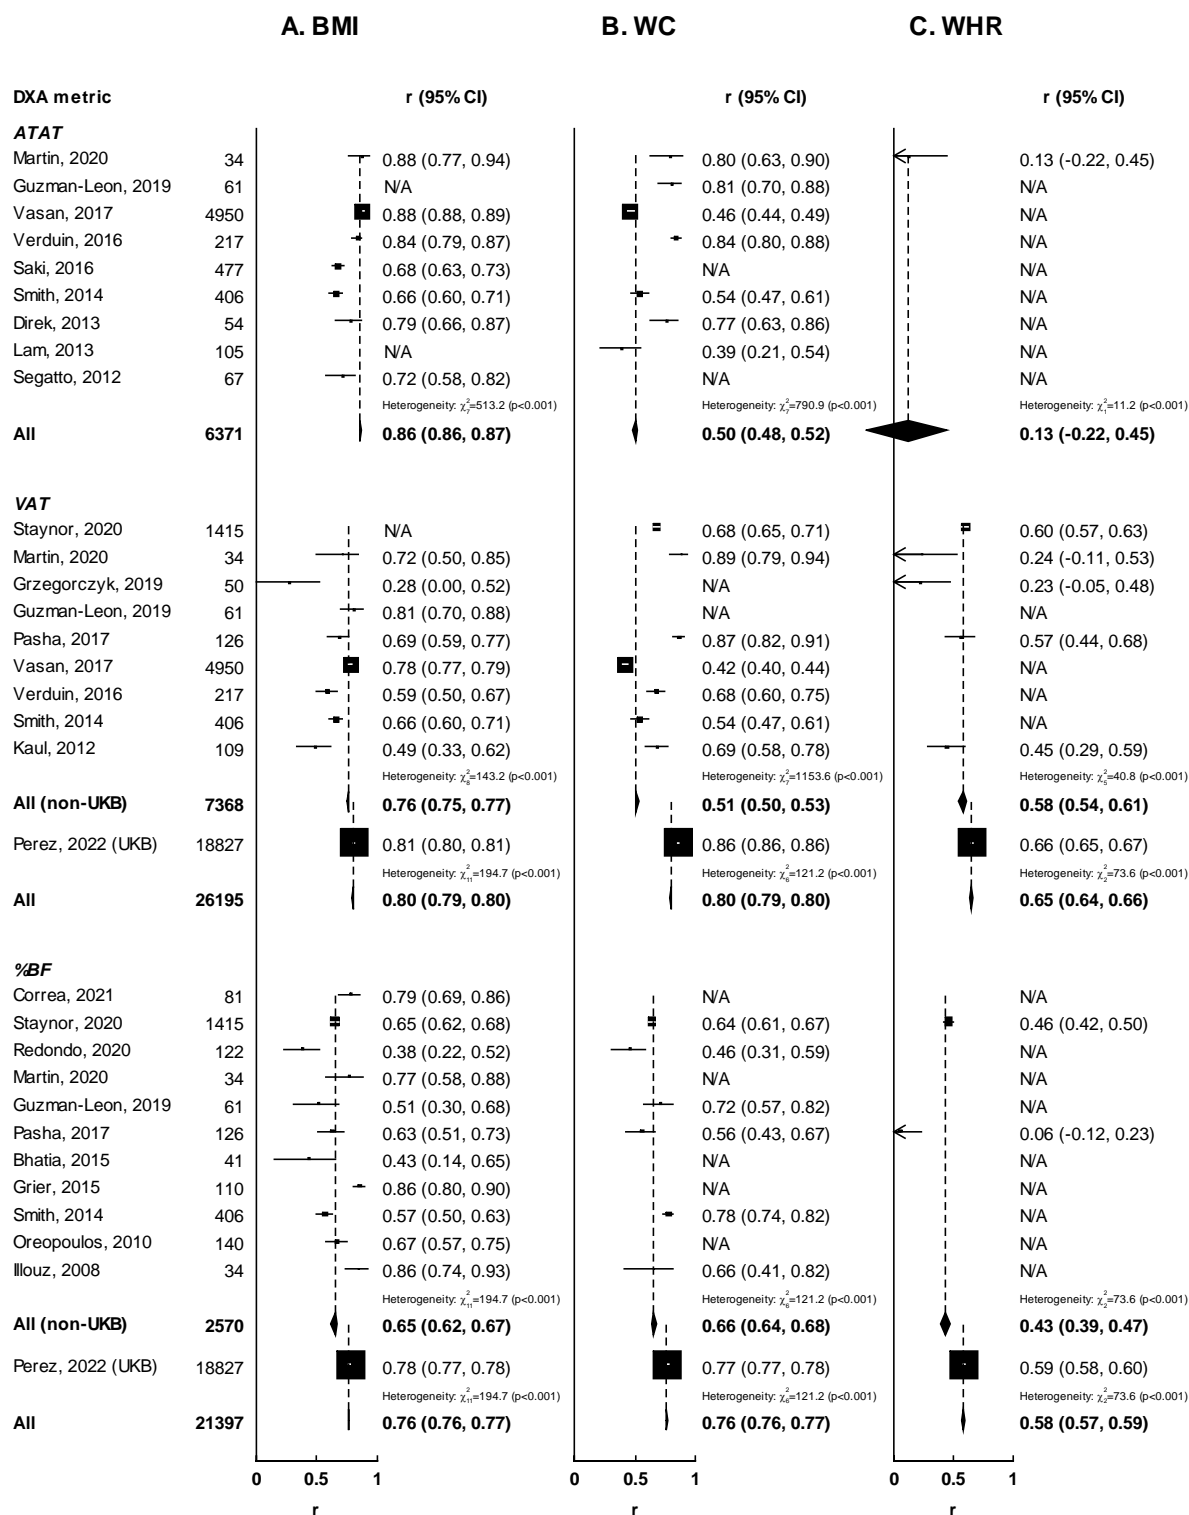 A. BMI B. WC C. WHR
DXA metric r (95% CI) r (95% CI) r (95% CI)
ATAT
Martin, 2020 34 0.88 (0.77, 0.94) 0.80 (0.63, 0.90) 0.13 (-0.22, 0.45)
Guzman-Leon, 2019 61 N/A 0.81 (0.70, 0.88) N/A
Vasan, 2017 4950 0.88 (0.88, 0.89) 0.46 (0.44, 0.49) N/A
Verduin, 2016 217 0.84 (0.79, 0.87) 0.84 (0.80, 0.88) N/A
Saki, 2016 477 0.68 (0.63, 0.73) N/A N/A
Smith, 2014 406 0.66 (0.60, 0.71) 0.54 (0.47, 0.61) N/A
Direk, 2013 54 0.79 (0.66, 0.87) 0.77 (0.63, 0.86) N/A
Lam, 2013 105 N/A 0.39 (0.21, 0.54) N/A
Segatto, 2012 67 0.72 (0.58, 0.82) N/A N/A
Heterogeneity: χ²₇=513.2 (p<0.001) Heterogeneity: χ²₇=790.9 (p<0.001) Heterogeneity: χ²₁=11.2 (p<0.001)
All 6371 0.86 (0.86, 0.87) 0.50 (0.48, 0.52) 0.13 (-0.22, 0.45)
VAT
Staynor, 2020 1415 N/A 0.68 (0.65, 0.71) 0.60 (0.57, 0.63)
Martin, 2020 34 0.72 (0.50, 0.85) 0.89 (0.79, 0.94) 0.24 (-0.11, 0.53)
Grzegorczyk, 2019 50 0.28 (0.00, 0.52) N/A 0.23 (-0.05, 0.48)
Guzman-Leon, 2019 61 0.81 (0.70, 0.88) N/A N/A
Pasha, 2017 126 0.69 (0.59, 0.77) 0.87 (0.82, 0.91) 0.57 (0.44, 0.68)
Vasan, 2017 4950 0.78 (0.77, 0.79) 0.42 (0.40, 0.44) N/A
Verduin, 2016 217 0.59 (0.50, 0.67) 0.68 (0.60, 0.75) N/A
Smith, 2014 406 0.66 (0.60, 0.71) 0.54 (0.47, 0.61) N/A
Kaul, 2012 109 0.49 (0.33, 0.62) 0.69 (0.58, 0.78) 0.45 (0.29, 0.59)
Heterogeneity: χ²₈=143.2 (p<0.001) Heterogeneity: χ²₇=1153.6 (p<0.001) Heterogeneity: χ²₅=40.8 (p<0.001)
All (non-UKB) 7368 0.76 (0.75, 0.77) 0.51 (0.50, 0.53) 0.58 (0.54, 0.61)
Perez, 2022 (UKB) 18827 0.81 (0.80, 0.81) 0.86 (0.86, 0.86) 0.66 (0.65, 0.67)
Heterogeneity: χ²₁₁=194.7 (p<0.001) Heterogeneity: χ²₆=121.2 (p<0.001) Heterogeneity: χ²₂=73.6 (p<0.001)
All 26195 0.80 (0.79, 0.80) 0.80 (0.79, 0.80) 0.65 (0.64, 0.66)
%BF
Correa, 2021 81 0.79 (0.69, 0.86) N/A N/A
Staynor, 2020 1415 0.65 (0.62, 0.68) 0.64 (0.61, 0.67) 0.46 (0.42, 0.50)
Redondo, 2020 122 0.38 (0.22, 0.52) 0.46 (0.31, 0.59) N/A
Martin, 2020 34 0.77 (0.58, 0.88) N/A N/A
Guzman-Leon, 2019 61 0.51 (0.30, 0.68) 0.72 (0.57, 0.82) N/A
Pasha, 2017 126 0.63 (0.51, 0.73) 0.56 (0.43, 0.67) 0.06 (-0.12, 0.23)
Bhatia, 2015 41 0.43 (0.14, 0.65) N/A N/A
Grier, 2015 110 0.86 (0.80, 0.90) N/A N/A
Smith, 2014 406 0.57 (0.50, 0.63) 0.78 (0.74, 0.82) N/A
Oreopoulos, 2010 140 0.67 (0.57, 0.75) N/A N/A
Illouz, 2008 34 0.86 (0.74, 0.93) 0.66 (0.41, 0.82) N/A
Heterogeneity: χ²₁₁=194.7 (p<0.001) Heterogeneity: χ²₆=121.2 (p<0.001) Heterogeneity: χ²₂=73.6 (p<0.001)
All (non-UKB) 2570 0.65 (0.62, 0.67) 0.66 (0.64, 0.68) 0.43 (0.39, 0.47)
Perez, 2022 (UKB) 18827 0.78 (0.77, 0.78) 0.77 (0.77, 0.78) 0.59 (0.58, 0.60)
Heterogeneity: χ²₁₁=194.7 (p<0.001) Heterogeneity: χ²₆=121.2 (p<0.001) Heterogeneity: χ²₂=73.6 (p<0.001)
All 21397 0.76 (0.76, 0.77) 0.76 (0.76, 0.77) 0.58 (0.57, 0.59)
0 0.5 1 0 0.5 1 0 0.5 1
r r r